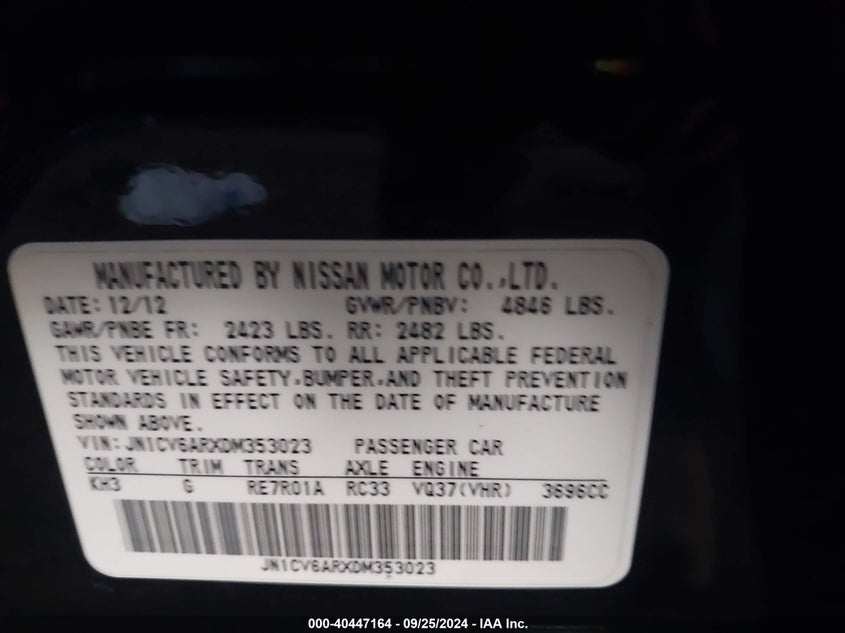 MANUFACTURED BY NISSAN MOTOR CO.,LTD.
DATE: 12/12 GVWR/PNBV: 4846 LBS.
GAWR/PNBE FR: 2423 LBS. RR: 2482 LBS.
THIS VEHICLE CONFORMS TO ALL APPLICABLE FEDERAL
MOTOR VEHICLE SAFETY,BUMPER,AND THEFT PREVENTION
STANDARDS IN EFFECT ON THE DATE OF MANUFACTURE
SHOWN ABOVE.
VIN: JN1CV6ARXDM353023 PASSENGER CAR
COLOR TRIM TRANS AXLE ENGINE
KH3 G RE7R01A RC33 VQ37(VHR) 3696CC
JN1CV6ARXDM353023
000-40447164 - 09/25/2024 - IAA Inc.